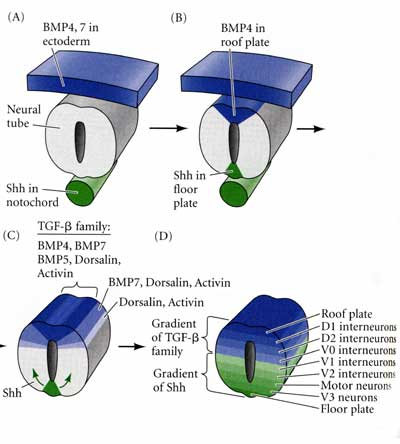 (A)
BMP4, 7 in
ectoderm
Neural
tube
Shh in
notochord
(B)
BMP4 in
roof plate
Shh in
floor
plate
(C)
TGF-β family:
BMP4, BMP7
BMP5, Dorsalin,
Activin
BMP7, Dorsalin, Activin
Dorsalin, Activin
Shh
(D)
Gradient
of TGF-β
family
Gradient
of Shh
Roof plate
D1 interneurons
D2 interneurons
V0 interneurons
V1 interneurons
V2 interneurons
Motor neurons
V3 neurons
Floor plate